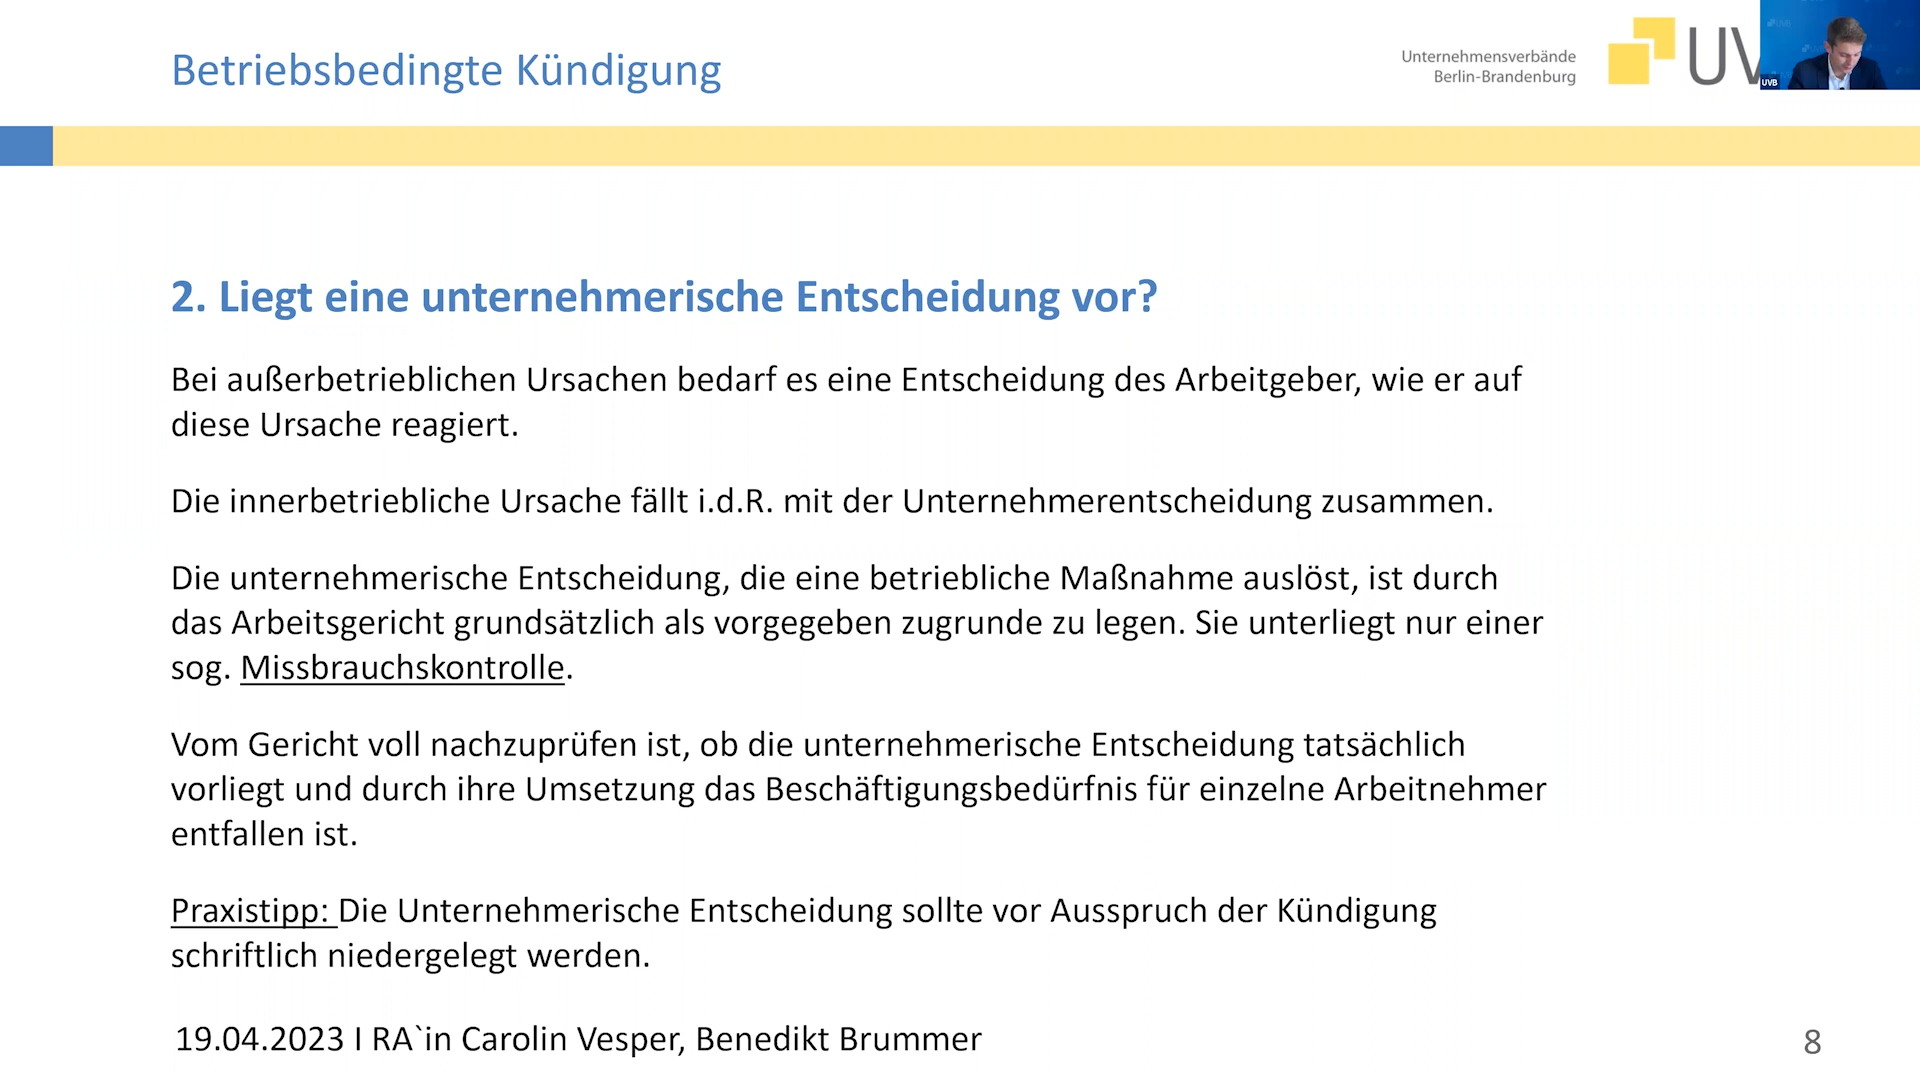 Betriebsbedingte Kündigung
Unternehmensverbände
Berlin-Brandenburg
UV
UVB
2. Liegt eine unternehmerische Entscheidung vor?
Bei außerbetrieblichen Ursachen bedarf es eine Entscheidung des Arbeitgeber, wie er auf
diese Ursache reagiert.
Die innerbetriebliche Ursache fällt i.d.R. mit der Unternehmerentscheidung zusammen.
Die unternehmerische Entscheidung, die eine betriebliche Maßnahme auslöst, ist durch
das Arbeitsgericht grundsätzlich als vorgegeben zugrunde zu legen. Sie unterliegt nur einer
sog. Missbrauchskontrolle.
Vom Gericht voll nachzuprüfen ist, ob die unternehmerische Entscheidung tatsächlich
vorliegt und durch ihre Umsetzung das Beschäftigungsbedürfnis für einzelne Arbeitnehmer
entfallen ist.
Praxistipp: Die Unternehmerische Entscheidung sollte vor Ausspruch der Kündigung
schriftlich niedergelegt werden.
19.04.2023 I RA`in Carolin Vesper, Benedikt Brummer
8